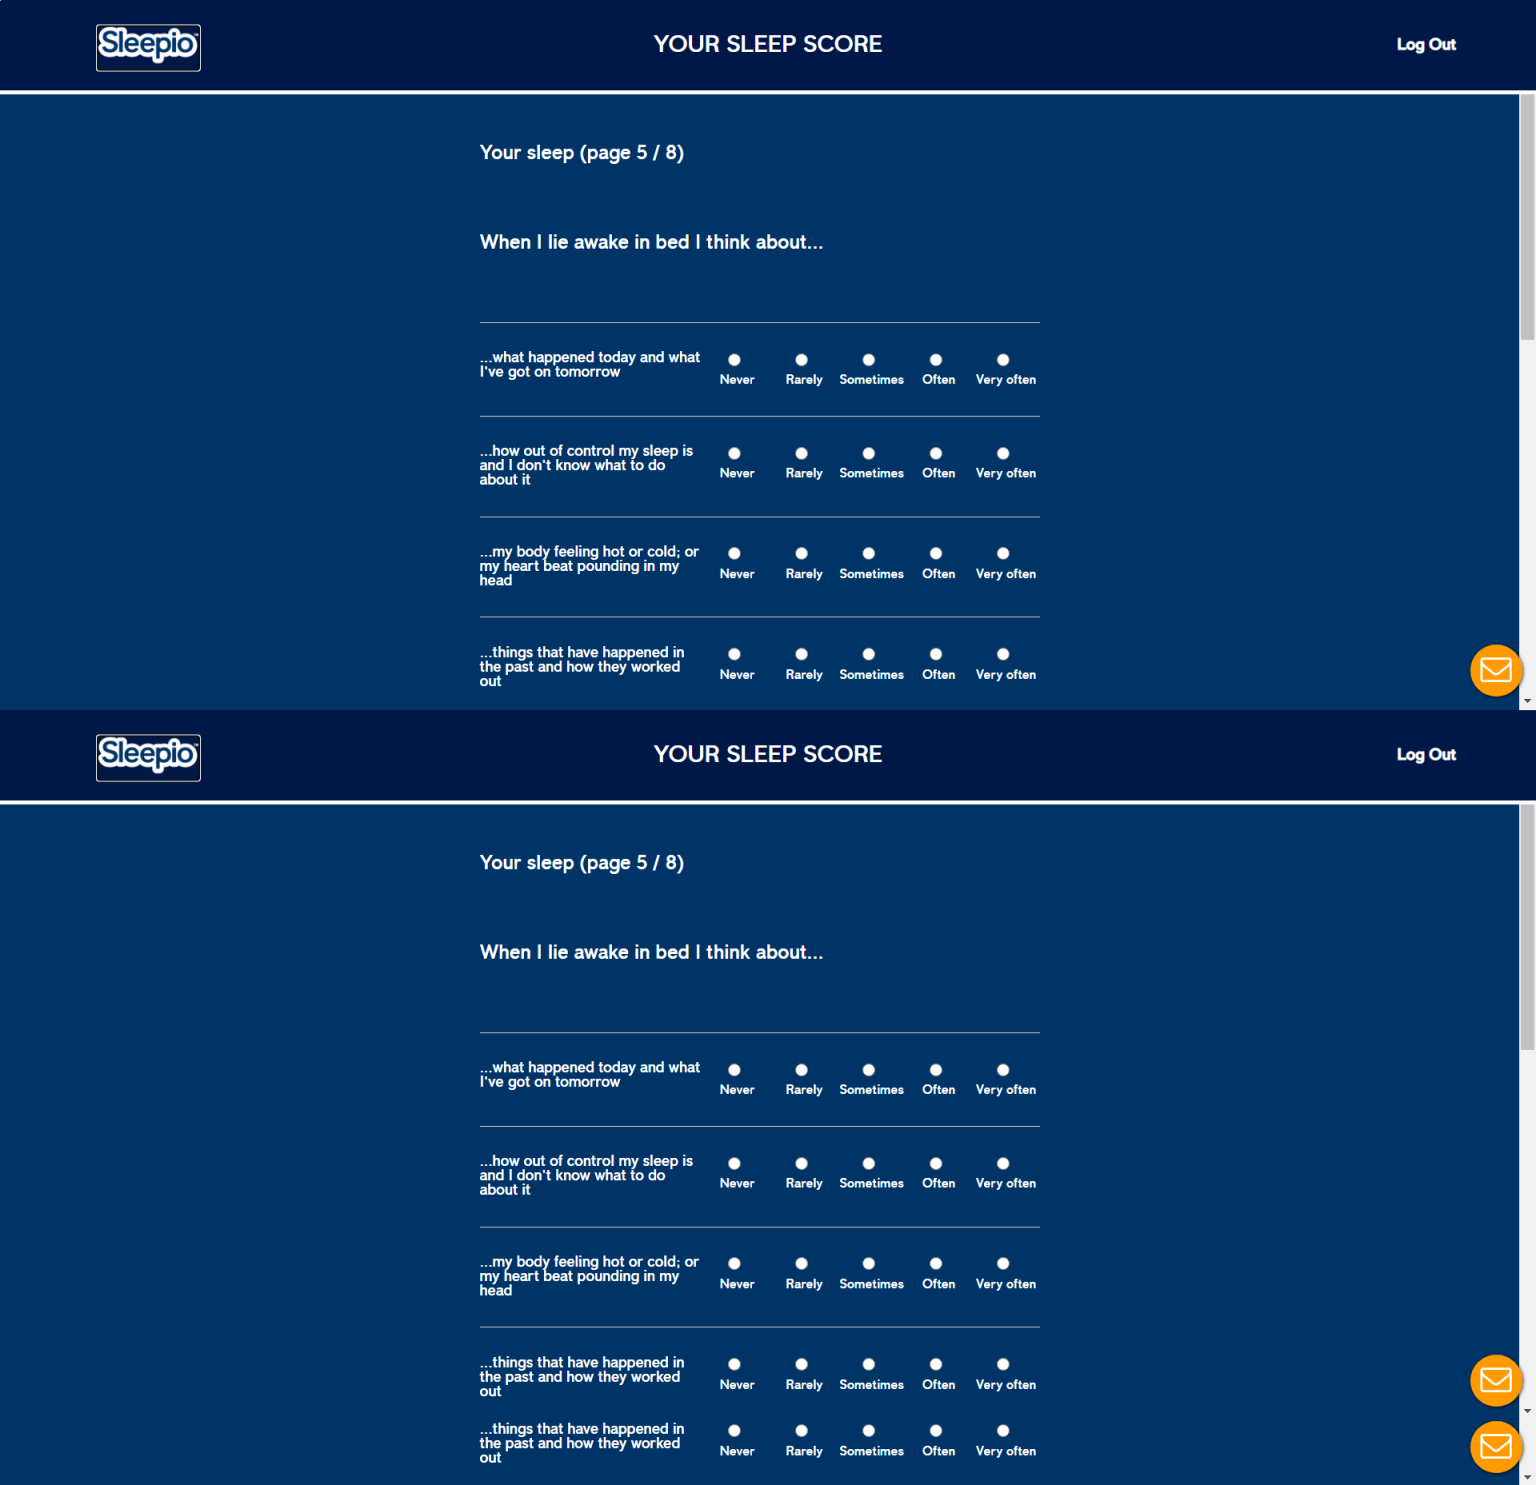 Sleepio™
YOUR SLEEP SCORE
Log Out
Your sleep (page 5 / 8)
When I lie awake in bed I think about...
...what happened today and what
I've got on tomorrow
Never Rarely Sometimes Often Very often
...how out of control my sleep is
and I don't know what to do
about it
Never Rarely Sometimes Often Very often
...my body feeling hot or cold; or
my heart beat pounding in my
head
Never Rarely Sometimes Often Very often
...things that have happened in
the past and how they worked
out
Never Rarely Sometimes Often Very often
Sleepio™
YOUR SLEEP SCORE
Log Out
Your sleep (page 5 / 8)
When I lie awake in bed I think about...
...what happened today and what
I've got on tomorrow
Never Rarely Sometimes Often Very often
...how out of control my sleep is
and I don't know what to do
about it
Never Rarely Sometimes Often Very often
...my body feeling hot or cold; or
my heart beat pounding in my
head
Never Rarely Sometimes Often Very often
...things that have happened in
the past and how they worked
out
Never Rarely Sometimes Often Very often
...things that have happened in
the past and how they worked
out
Never Rarely Sometimes Often Very often